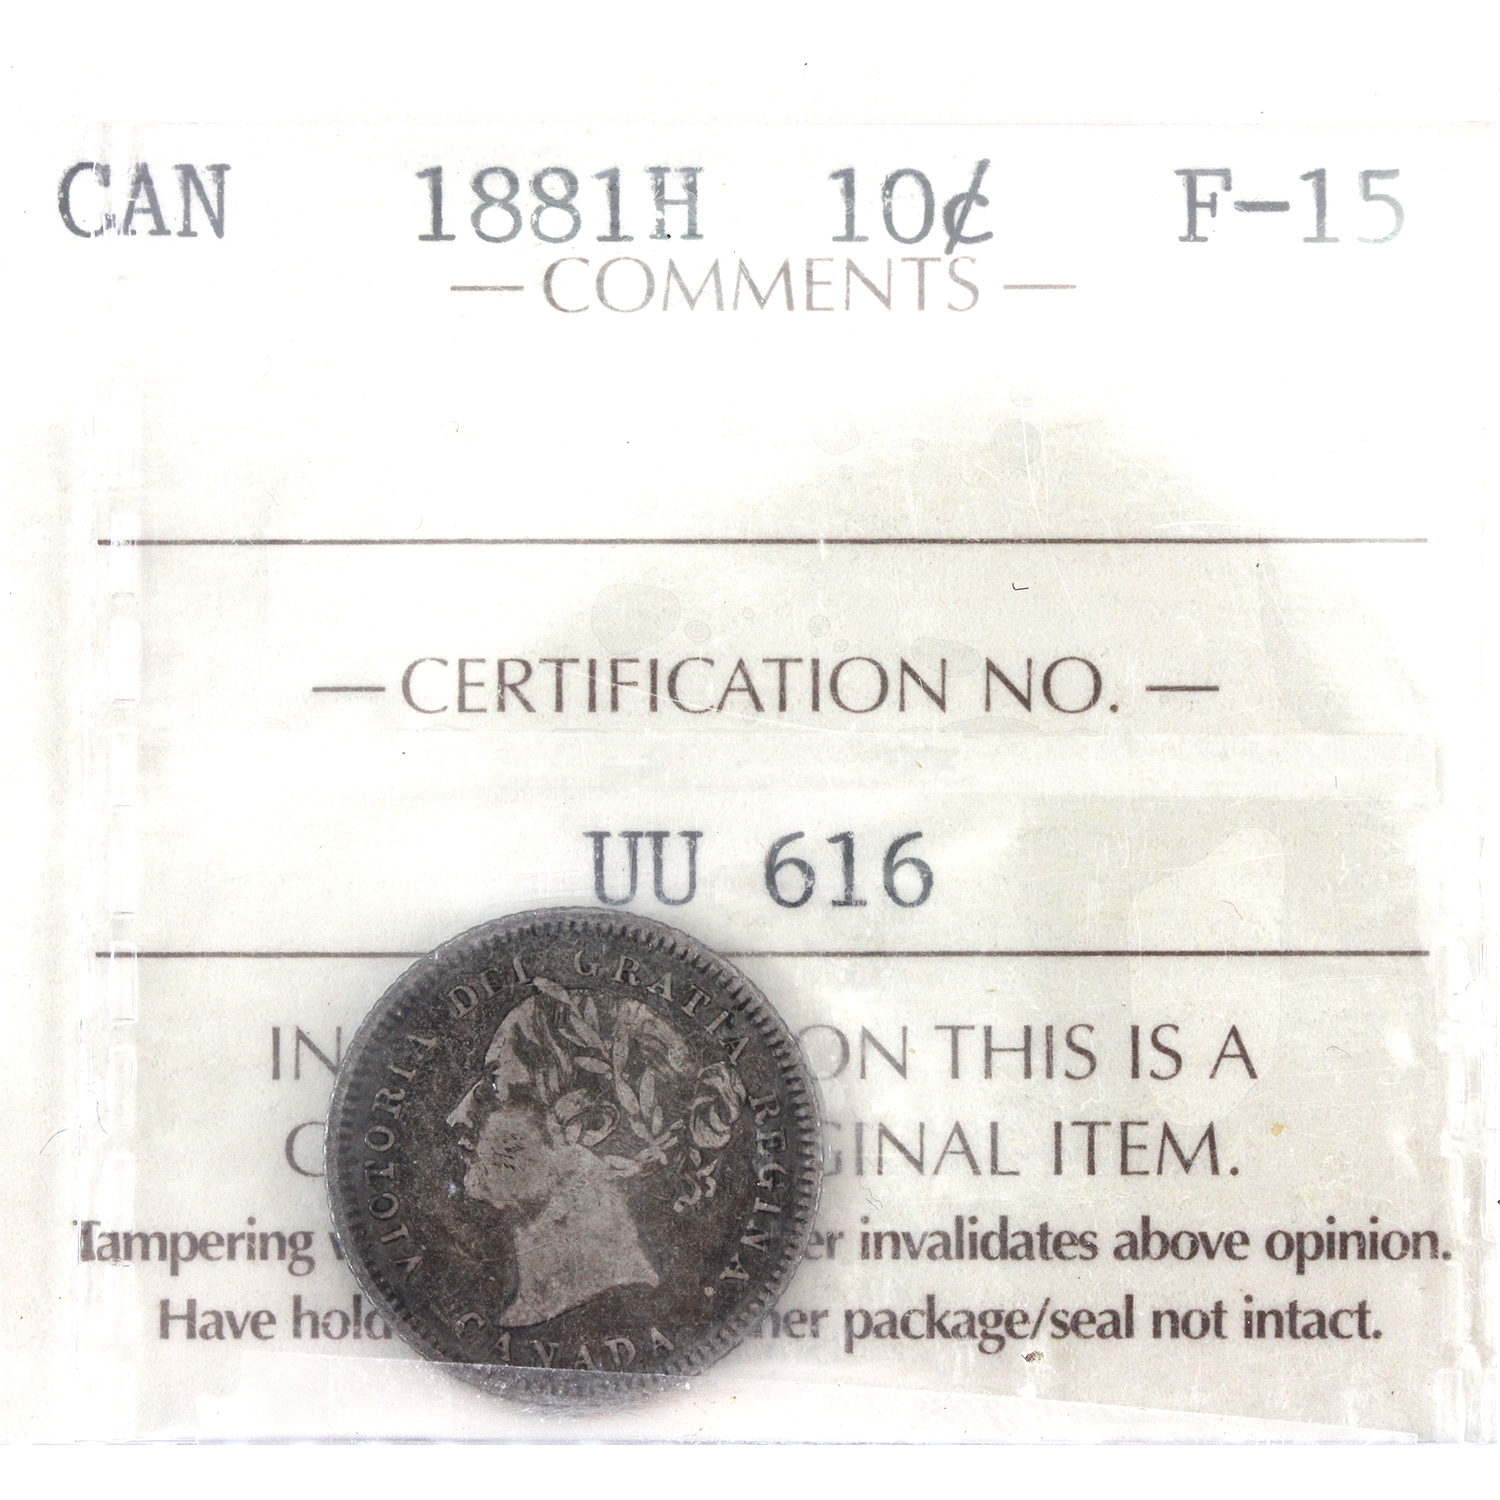 CAN 1881H 10¢ F-15
— COMMENTS —
— CERTIFICATION NO. —
UU 616
VICTORIA DEI GRATIA REGINA.
CANADA
IN ON THIS IS A
GINAL ITEM.
Tampering er invalidates above opinion.
Have hold her package/seal not intact.